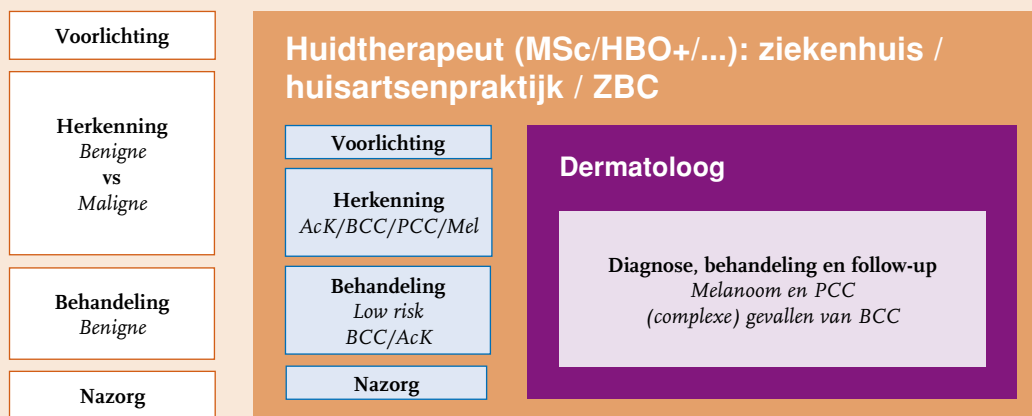 Voorlichting
Herkenning
Benigne
vs
Maligne
Behandeling
Benigne
Nazorg
Huidtherapeut (MSc/HBO+/...): ziekenhuis /
huisartsenpraktijk / ZBC
Voorlichting
Herkenning
AcK/BCC/PCC/Mel
Behandeling
Low risk
BCC/AcK
Nazorg
Dermatoloog
Diagnose, behandeling en follow-up
Melanoom en PCC
(complexe) gevallen van BCC